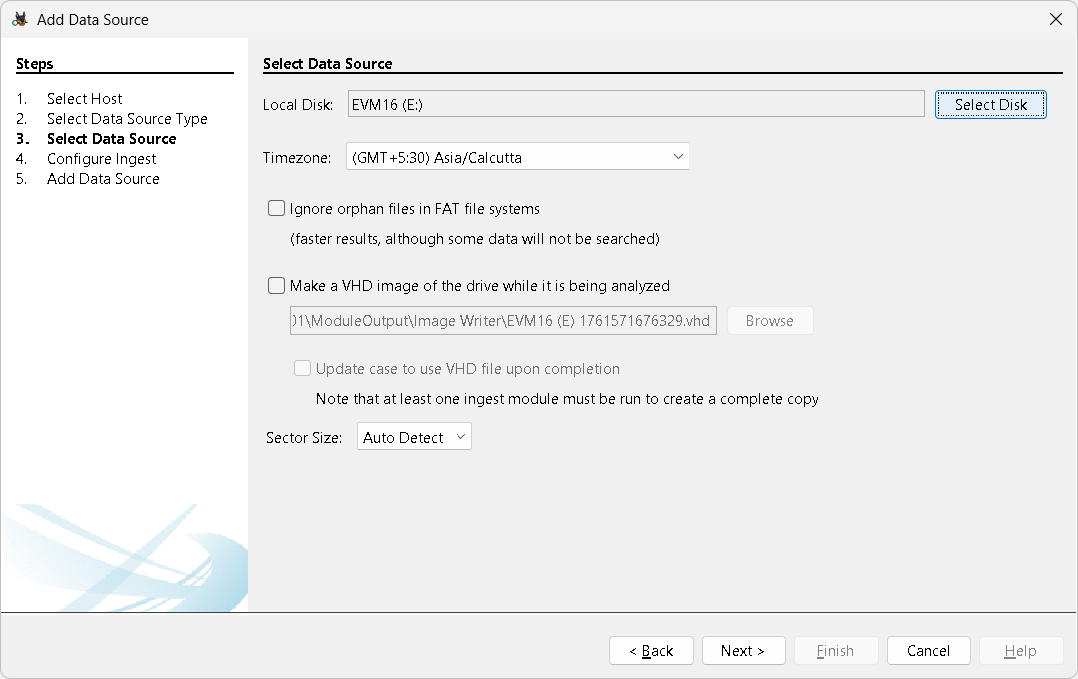 Add Data Source
Steps
1. Select Host
2. Select Data Source Type
3. Select Data Source
4. Configure Ingest
5. Add Data Source
Select Data Source
Local Disk: EVM16 (E:) Select Disk
Timezone: (GMT+5:30) Asia/Calcutta
Ignore orphan files in FAT file systems
(faster results, although some data will not be searched)
Make a VHD image of the drive while it is being analyzed
01\ModuleOutput\Image Writer\EVM16 (E) 1761571676329.vhd Browse
Update case to use VHD file upon completion
Note that at least one ingest module must be run to create a complete copy
Sector Size: Auto Detect
< Back Next > Finish Cancel Help